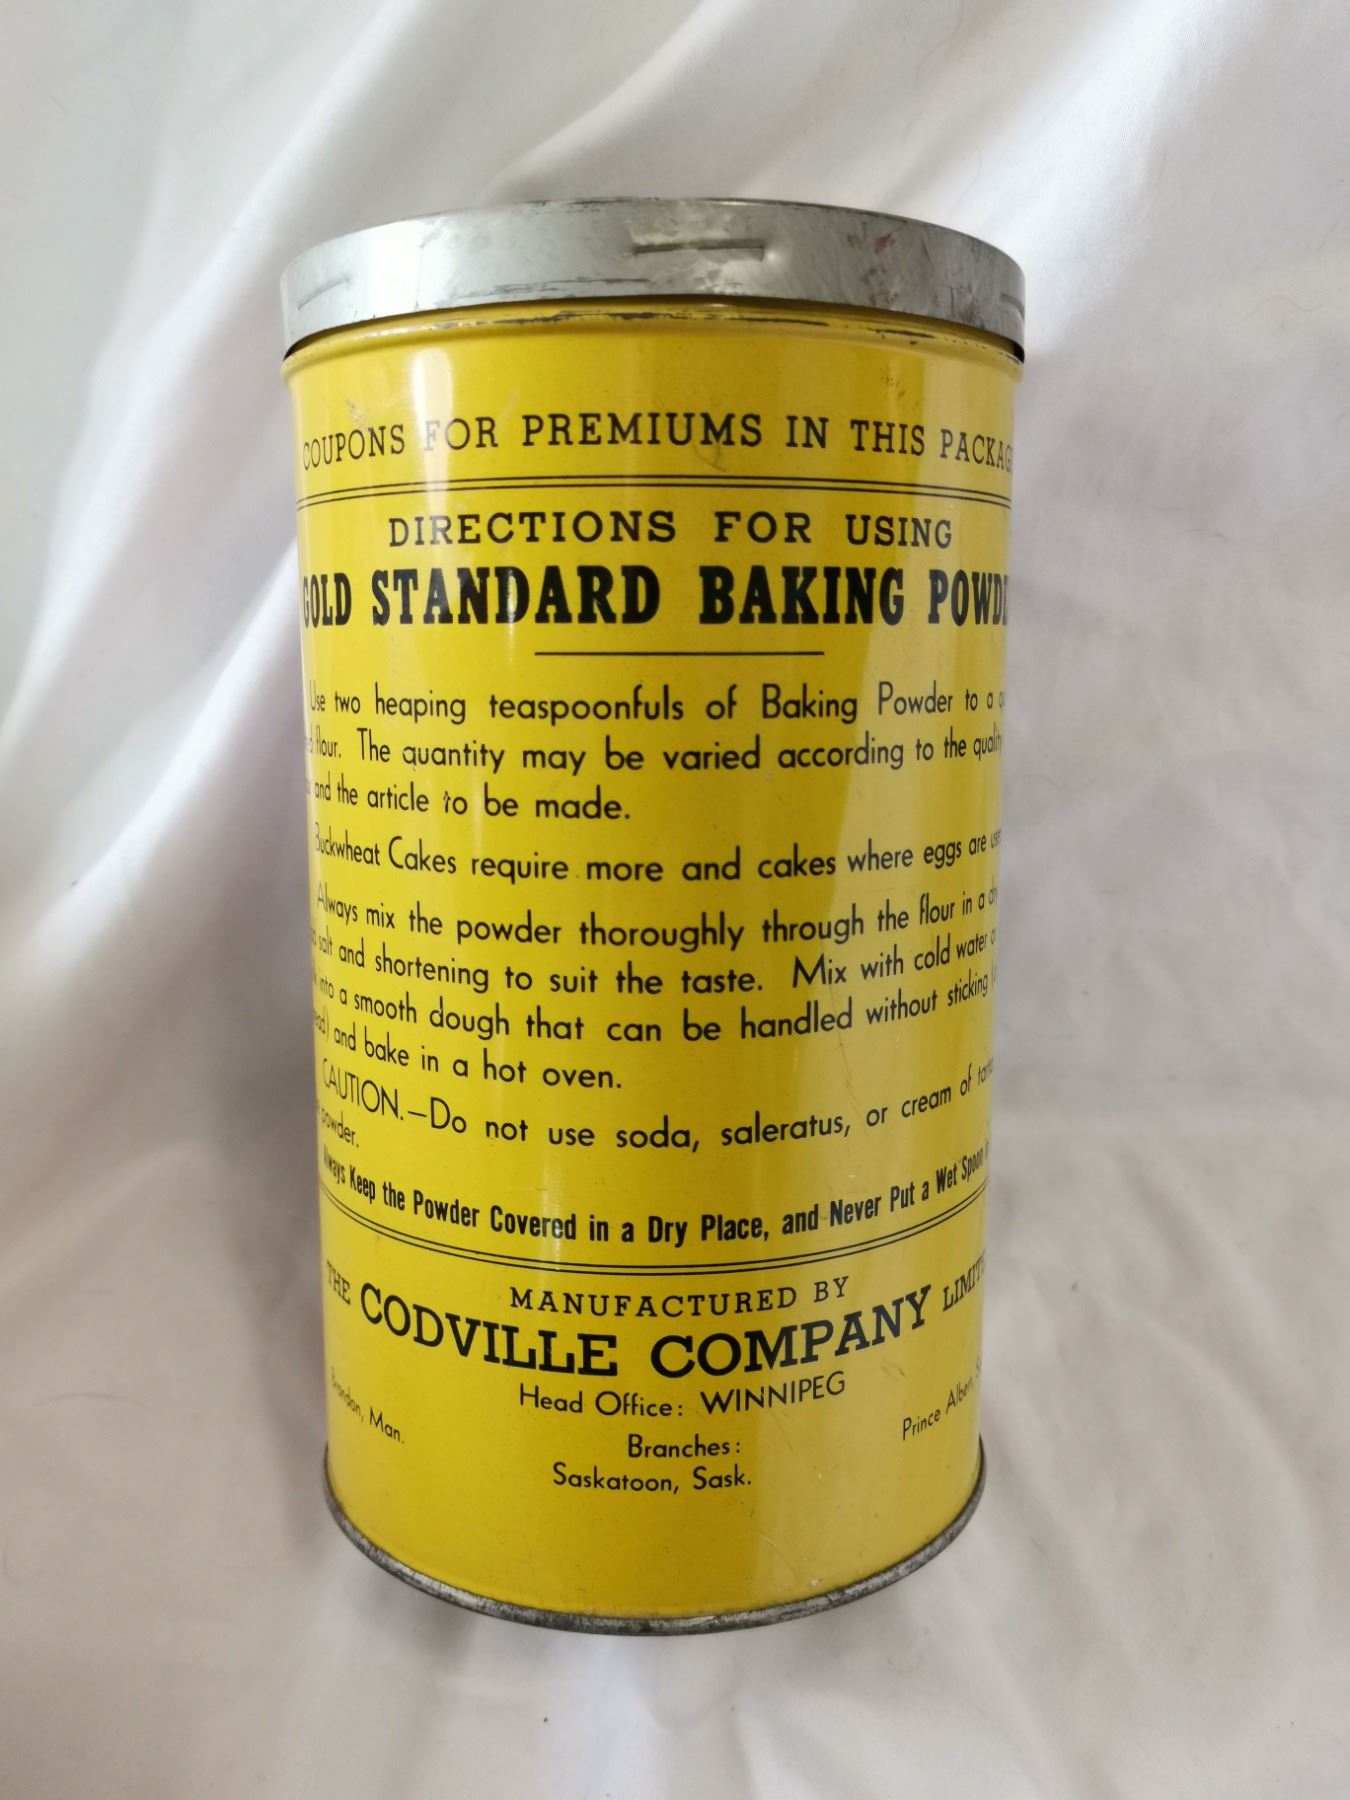 COUPONS FOR PREMIUMS IN THIS PACKAG
DIRECTIONS FOR USING
GOLD STANDARD BAKING POWDE
Use two heaping teaspoonfuls of Baking Powder to a
flour. The quantity may be varied according to the quality
and the article to be made.
Buckwheat Cakes require more and cakes where eggs are
Always mix the powder thoroughly through the flour in a
salt and shortening to suit the taste. Mix with cold water
into a smooth dough that can be handled without sticking
and bake in a hot oven.
CAUTION.—Do not use soda, saleratus, or cream of
powder.
Always Keep the Powder Covered in a Dry Place, and Never Put a Wet Spoon
MANUFACTURED BY
THE CODVILLE COMPANY LIMIT
Head Office: WINNIPEG
Branches:
Brandon, Man.
Saskatoon, Sask.
Prince Albert,